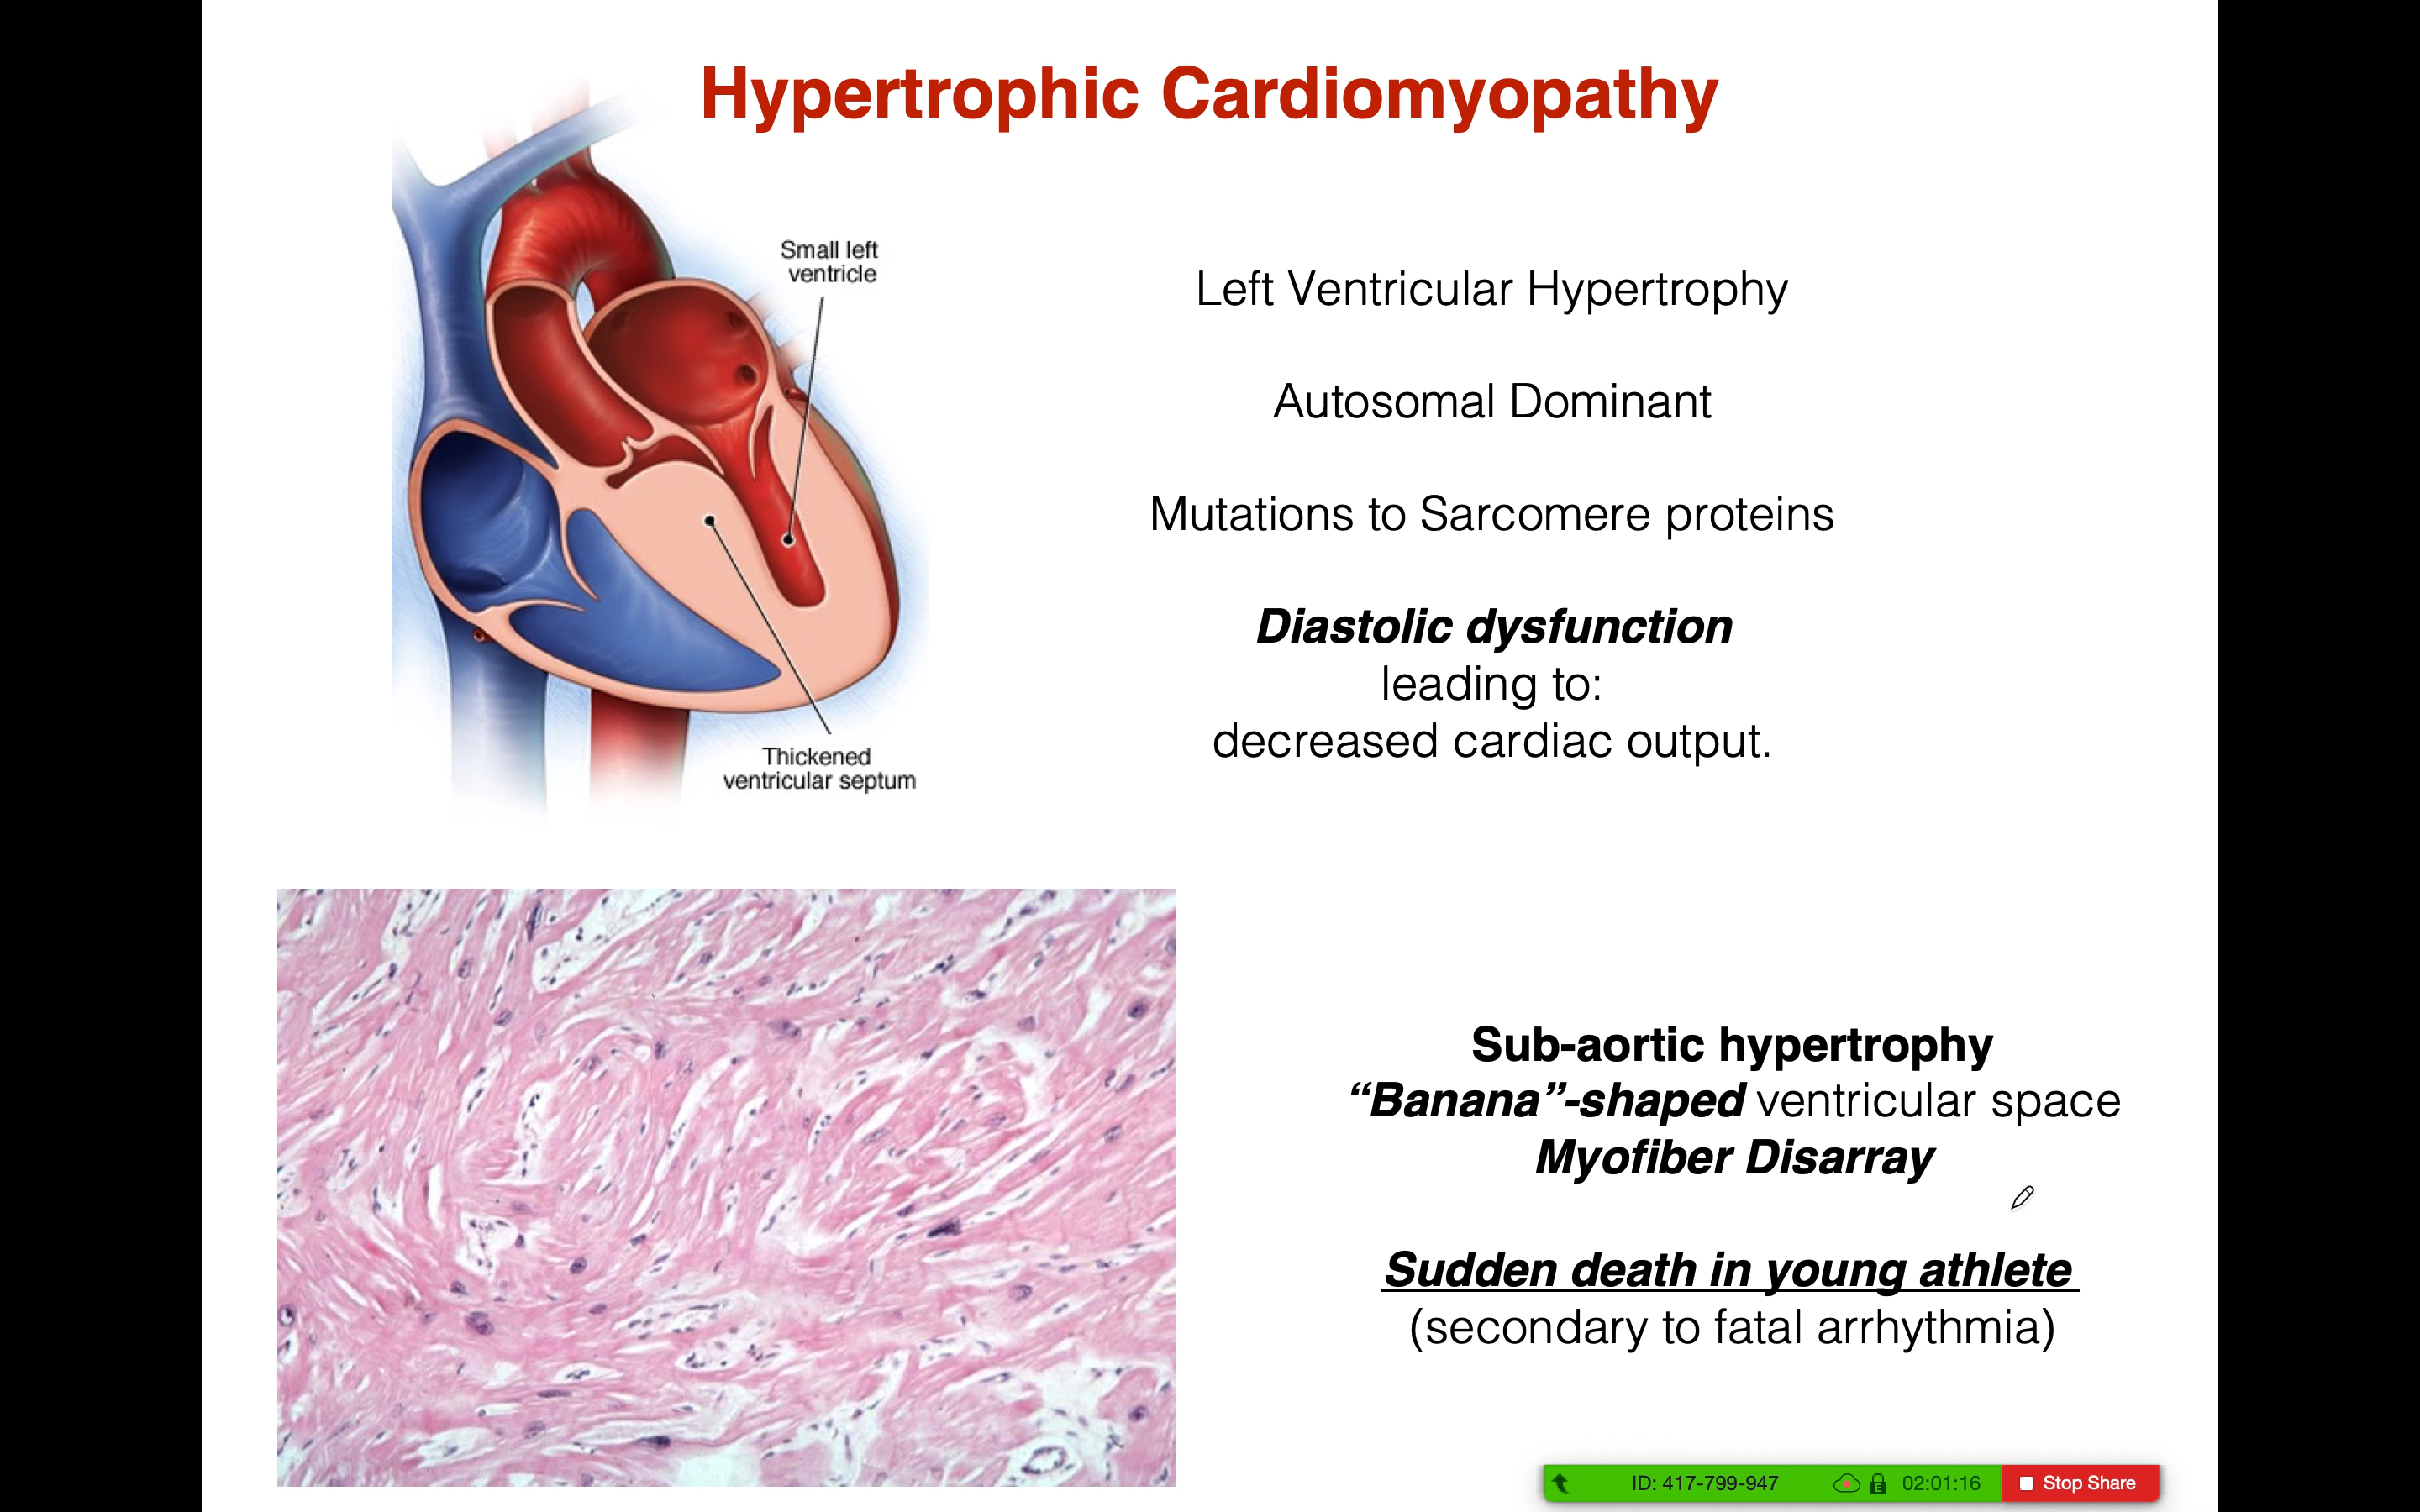 Hypertrophic Cardiomyopathy
Small left
ventricle
Thickened
ventricular septum
Left Ventricular Hypertrophy
Autosomal Dominant
Mutations to Sarcomere proteins
Diastolic dysfunction
leading to:
decreased cardiac output.
Sub-aortic hypertrophy
“Banana”-shaped ventricular space
Myofiber Disarray
Sudden death in young athlete
(secondary to fatal arrhythmia)
ID: 417-799-947 E 02:01:16 Stop Share